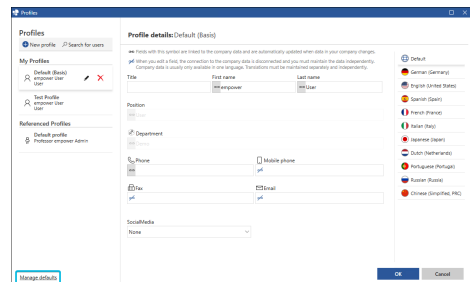 Profiles
Profiles
New profile Search for users
My Profiles
Default (Basis)
empower User
User
Test Profile
empower User
User
Referenced Profiles
Default profile
Professor empower Admin
Manage defaults
Profile details: Default (Basis)
Fields with this symbol are linked to the company data and are automatically updated when data in your company changes.
When you edit a field, the connection to the company data is disconnected and you must maintain the data independently.
Company data is usually only available in one language. Transitions must be maintained separately and independently.
Title First name Last name
empower User
Position
User
Department
Phone Mobile phone
Fax Email
SocialMedia
None
Default
German (Germany)
English (United States)
Spanish (Spain)
French (France)
Italian (Italy)
Japanese (Japan)
Dutch (Netherlands)
Portuguese (Portugal)
Russian (Russia)
Chinese (Simplified, PRC)
OK Cancel